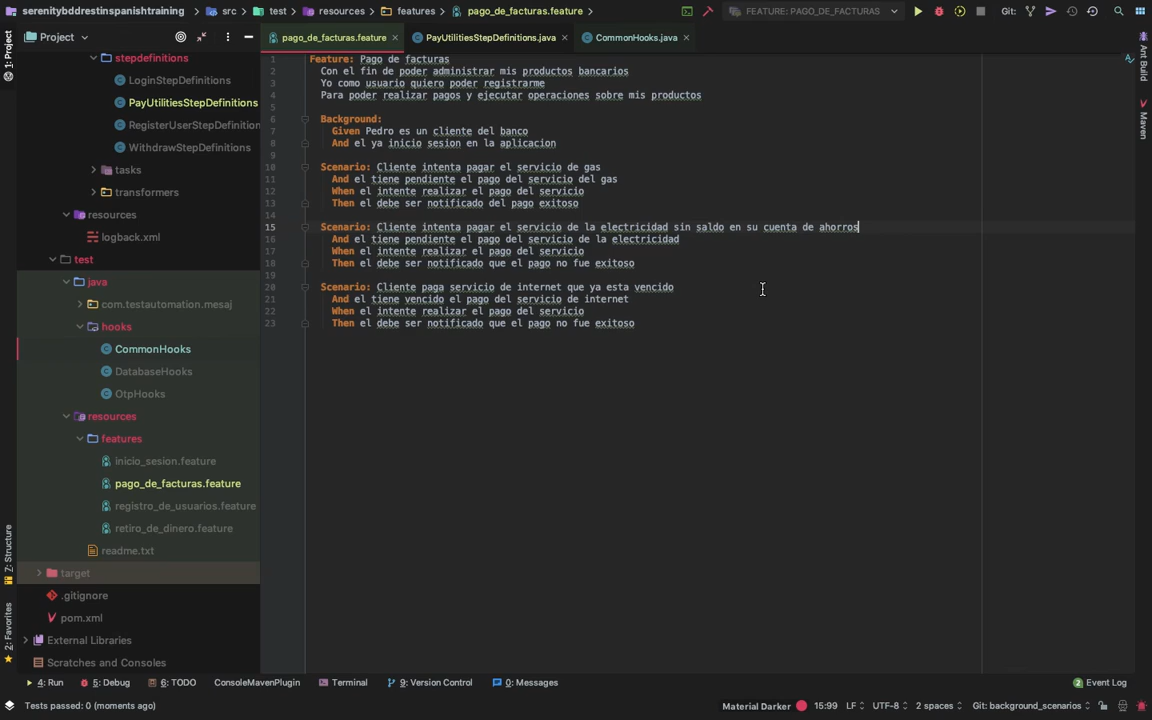 serenitybddrestinspanishtraining > src > test > resources > features > pago_de_facturas.feature > FEATURE: PAGO_DE_FACTURAS Git:
Project
pago_de_facturas.feature × PayUtilitiesStepDefinitions.java × CommonHooks.java ×
1: Project
7: Structure
2: Favorites
stepdefinitions
LoginStepDefinitions
PayUtilitiesStepDefinitions
RegisterUserStepDefinition
WithdrawStepDefinitions
tasks
transformers
resources
logback.xml
test
java
com.testautomation.mesaj
hooks
CommonHooks
DatabaseHooks
OtpHooks
resources
features
inicio_sesion.feature
pago_de_facturas.feature
registro_de_usuarios.feature
retiro_de_dinero.feature
readme.txt
target
.gitignore
pom.xml
External Libraries
Scratches and Consoles
1 Feature: Pago de facturas
2 Con el fin de poder administrar mis productos bancarios
3 Yo como usuario quiero poder registrarme
4 Para poder realizar pagos y ejecutar operaciones sobre mis productos
5
6 Background:
7 Given Pedro es un cliente del banco
8 And el ya inicio sesion en la aplicacion
9
10 Scenario: Cliente intenta pagar el servicio de gas
11 And el tiene pendiente el pago del servicio del gas
12 When el intente realizar el pago del servicio
13 Then el debe ser notificado del pago exitoso
14
15 Scenario: Cliente intenta pagar el servicio de la electricidad sin saldo en su cuenta de ahorros
16 And el tiene pendiente el pago del servicio de la electricidad
17 When el intente realizar el pago del servicio
18 Then el debe ser notificado que el pago no fue exitoso
19
20 Scenario: Cliente paga servicio de internet que ya esta vencido
21 And el tiene vencido el pago del servicio de internet
22 When el intente realizar el pago del servicio
23 Then el debe ser notificado que el pago no fue exitoso
Ant Build
Maven
4: Run 5: Debug 6: TODO ConsoleMavenPlugin Terminal 9: Version Control 0: Messages 2 Event Log
Tests passed: 0 (moments ago) Material Darker 15:99 LF UTF-8 2 spaces Git: background_scenarios